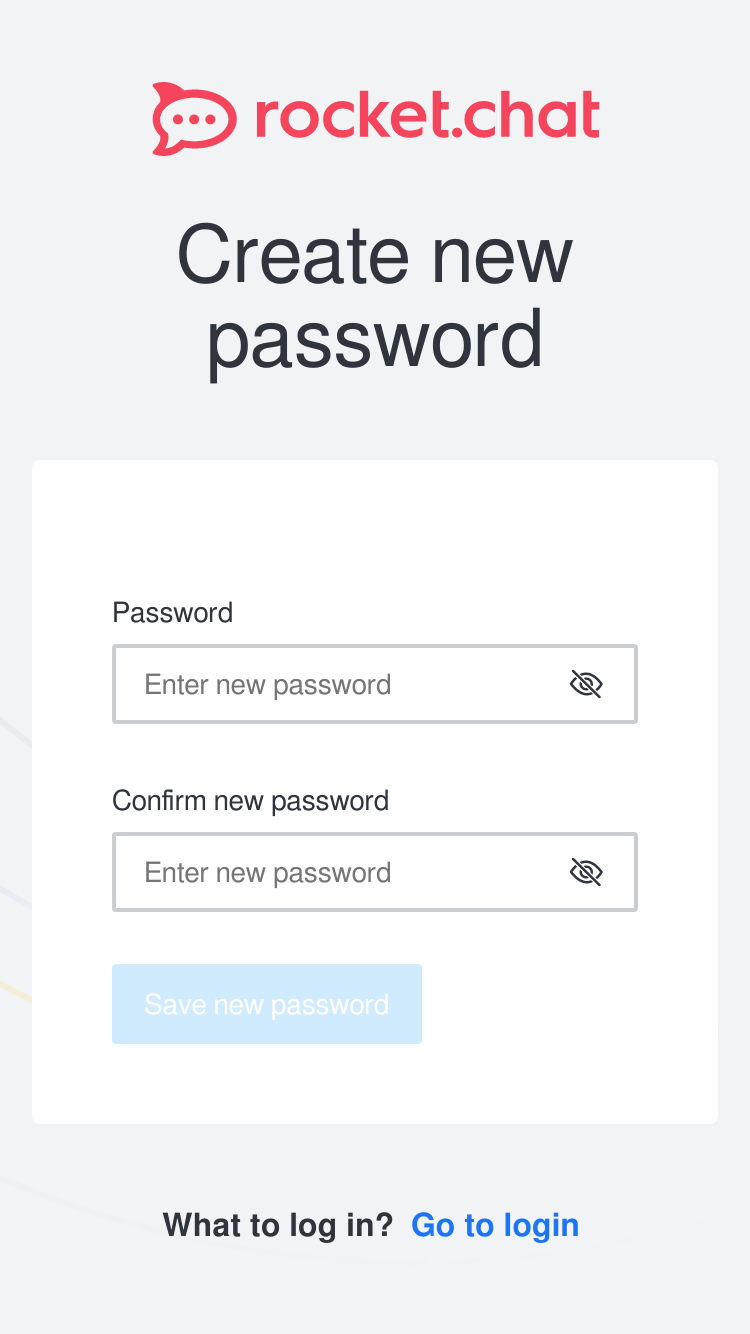 rocket.chat
Create new
password
Password
Enter new password
Confirm new password
Enter new password
Save new password
What to log in? Go to login